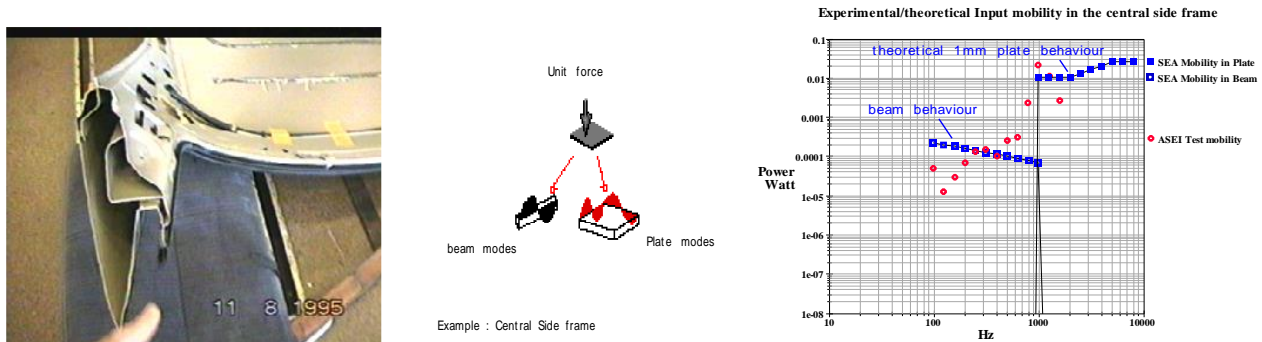 11 8 1995
Unit force
beam modes
Plate modes
Example : Central Side frame
Experimental/theoretical Input mobility in the central side frame
0.1
0.01
0.001
0.0001
1e-05
1e-06
1e-07
1e-08
Power
Watt
theoretical 1mm plate behaviour
beam behaviour
SEA Mobility in Plate
SEA Mobility in Beam
ASEI Test mobility
10
100
1000
10000
Hz